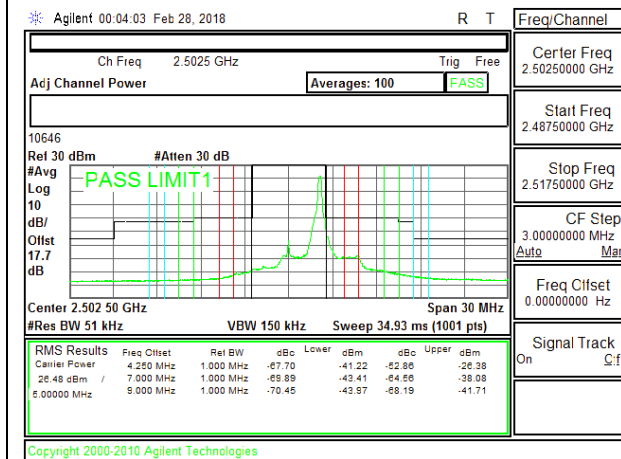 Agilent 00:04:03 Feb 28, 2018 R T
Ch Freq 2.5025 GHz Trig Free
Adj Channel Power Averages: 100 PASS
10646
Ref 30 dBm #Atten 30 dB
#Avg
Log
10
dB/
Offst
17.7
dB
PASS LIMIT1
Center 2.502 50 GHz Span 30 MHz
#Res BW 51 kHz VBW 150 kHz Sweep 34.93 ms (1001 pts)
RMS Results Freq Offset Ref BW dBc Lower dBm dBc Upper dBm
Carrier Power 4.250 MHz 1.000 MHz -67.70 -41.22 -52.86 -26.38
26.48 dBm / 7.000 MHz 1.000 MHz -69.89 -43.41 -64.56 -38.08
5.00000 MHz 9.000 MHz 1.000 MHz -70.45 -43.97 -68.19 -41.71
Copyright 2000-2010 Agilent Technologies
Freq/Channel
Center Freq
2.50250000 GHz
Start Freq
2.48750000 GHz
Stop Freq
2.51750000 GHz
CF Step
3.00000000 MHz
Auto Man
Freq Offset
0.00000000 Hz
Signal Track
On